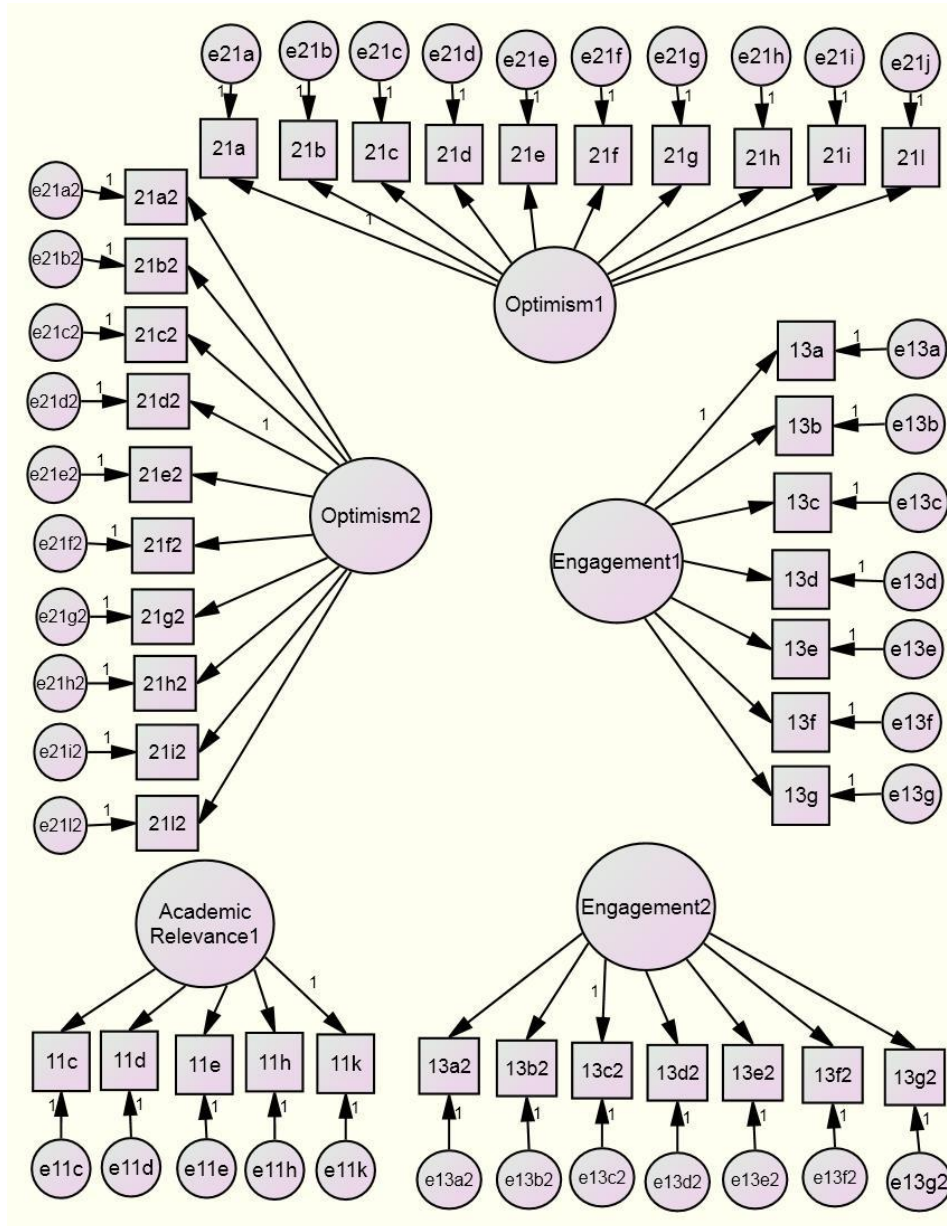 e21a e21b e21c e21d e21e e21f e21g e21h e21i e21j
1 1 1 1 1 1 1 1 1 1
21a 21b 21c 21d 21e 21f 21g 21h 21i 21l
1
Optimism1
e21a2 1 21a2
e21b2 1 21b2
e21c2 1 21c2
e21d2 1 21d2
e21e2 1 21e2
e21f2 1 21f2
e21g2 1 21g2
e21h2 1 21h2
e21i2 1 21i2
e21l2 1 21l2
1
Optimism2
13a 1 e13a
13b 1 e13b
13c 1 e13c
13d 1 e13d
13e 1 e13e
13f 1 e13f
13g 1 e13g
1
Engagement1
Academic
Relevance1
1
11c 11d 11e 11h 11k
1 1 1 1 1
e11c e11d e11e e11h e11k
Engagement2
1
13a2 13b2 13c2 13d2 13e2 13f2 13g2
1 1 1 1 1 1 1
e13a2 e13b2 e13c2 e13d2 e13e2 e13f2 e13g2